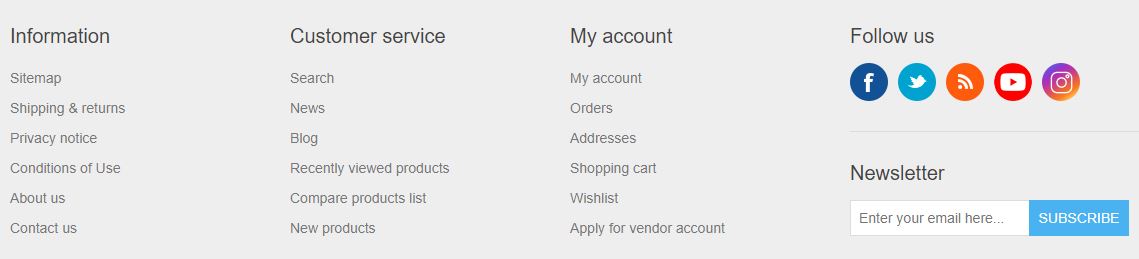 Information
Sitemap
Shipping & returns
Privacy notice
Conditions of Use
About us
Contact us
Customer service
Search
News
Blog
Recently viewed products
Compare products list
New products
My account
My account
Orders
Addresses
Shopping cart
Wishlist
Apply for vendor account
Follow us
Newsletter
Enter your email here...
SUBSCRIBE